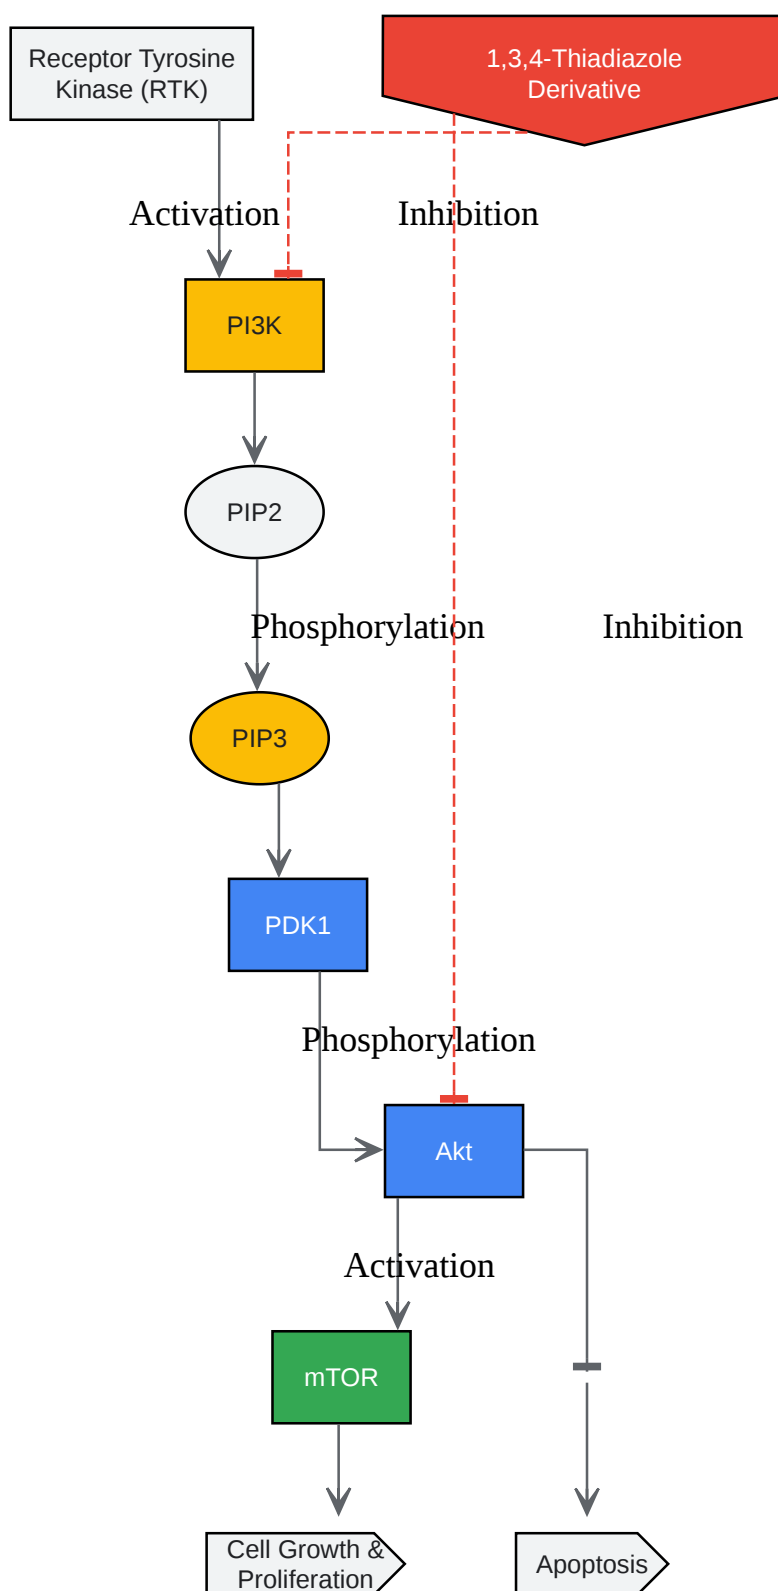 Receptor Tyrosine
Kinase (RTK)
1,3,4-Thiadiazole
Derivative
Activation
Inhibition
PI3K
PIP2
Phosphorylation
Inhibition
PIP3
PDK1
Phosphorylation
Akt
Activation
mTOR
Cell Growth &
Proliferation
Apoptosis